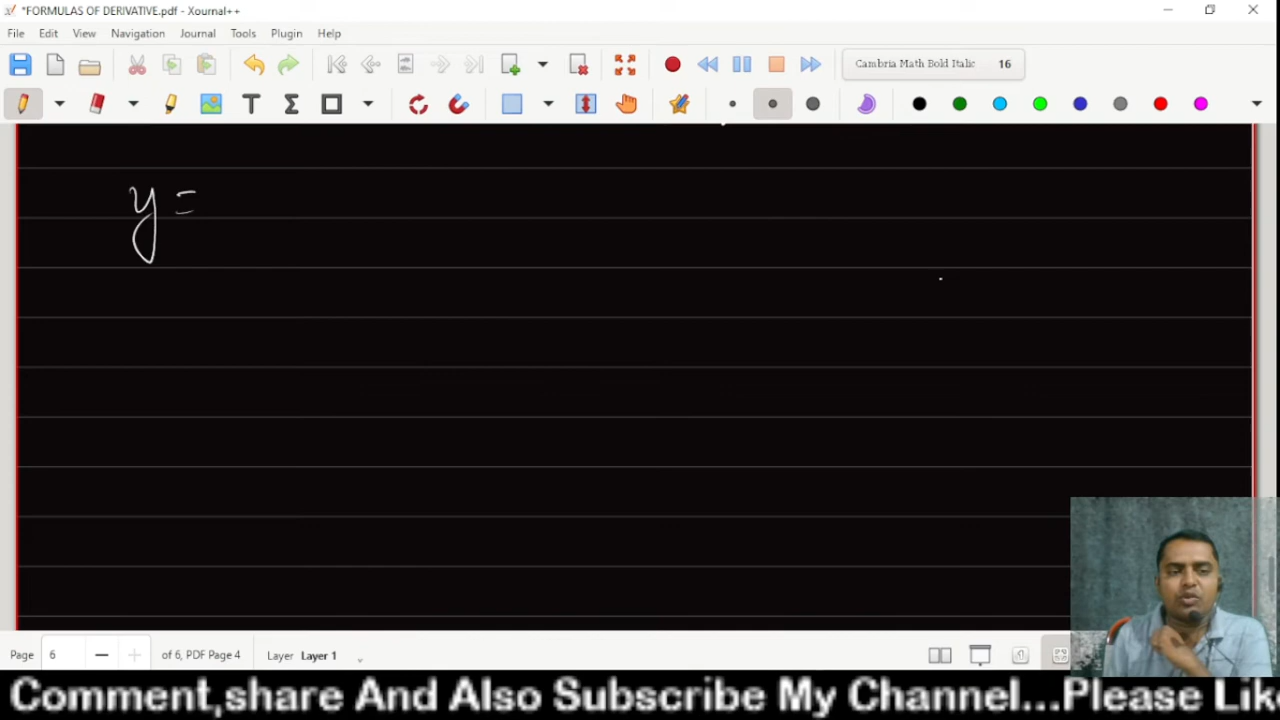 *FORMULAS OF DERIVATIVE.pdf - Xournal++
File Edit View Navigation Journal Tools Plugin Help
Cambria Math Bold Italic 16
y =
Page 6 of 6, PDF Page 4 Layer Layer 1
Comment,share And Also Subscribe My Channel...Please Lik